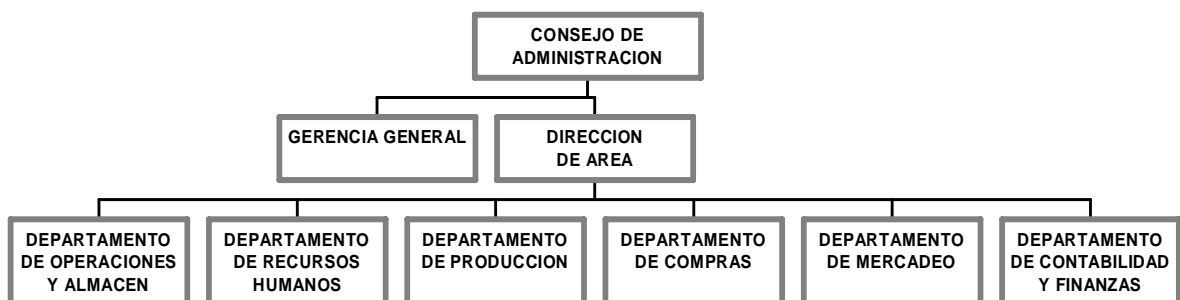 CONSEJO DE
ADMINISTRACION
GERENCIA GENERAL
DIRECCION
DE AREA
DEPARTAMENTO
DE OPERACIONES
Y ALMACEN
DEPARTAMENTO
DE RECURSOS
HUMANOS
DEPARTAMENTO
DE PRODUCCION
DEPARTAMENTO
DE COMPRAS
DEPARTAMENTO
DE MERCADEO
DEPARTAMENTO
DE CONTABILIDAD
Y FINANZAS